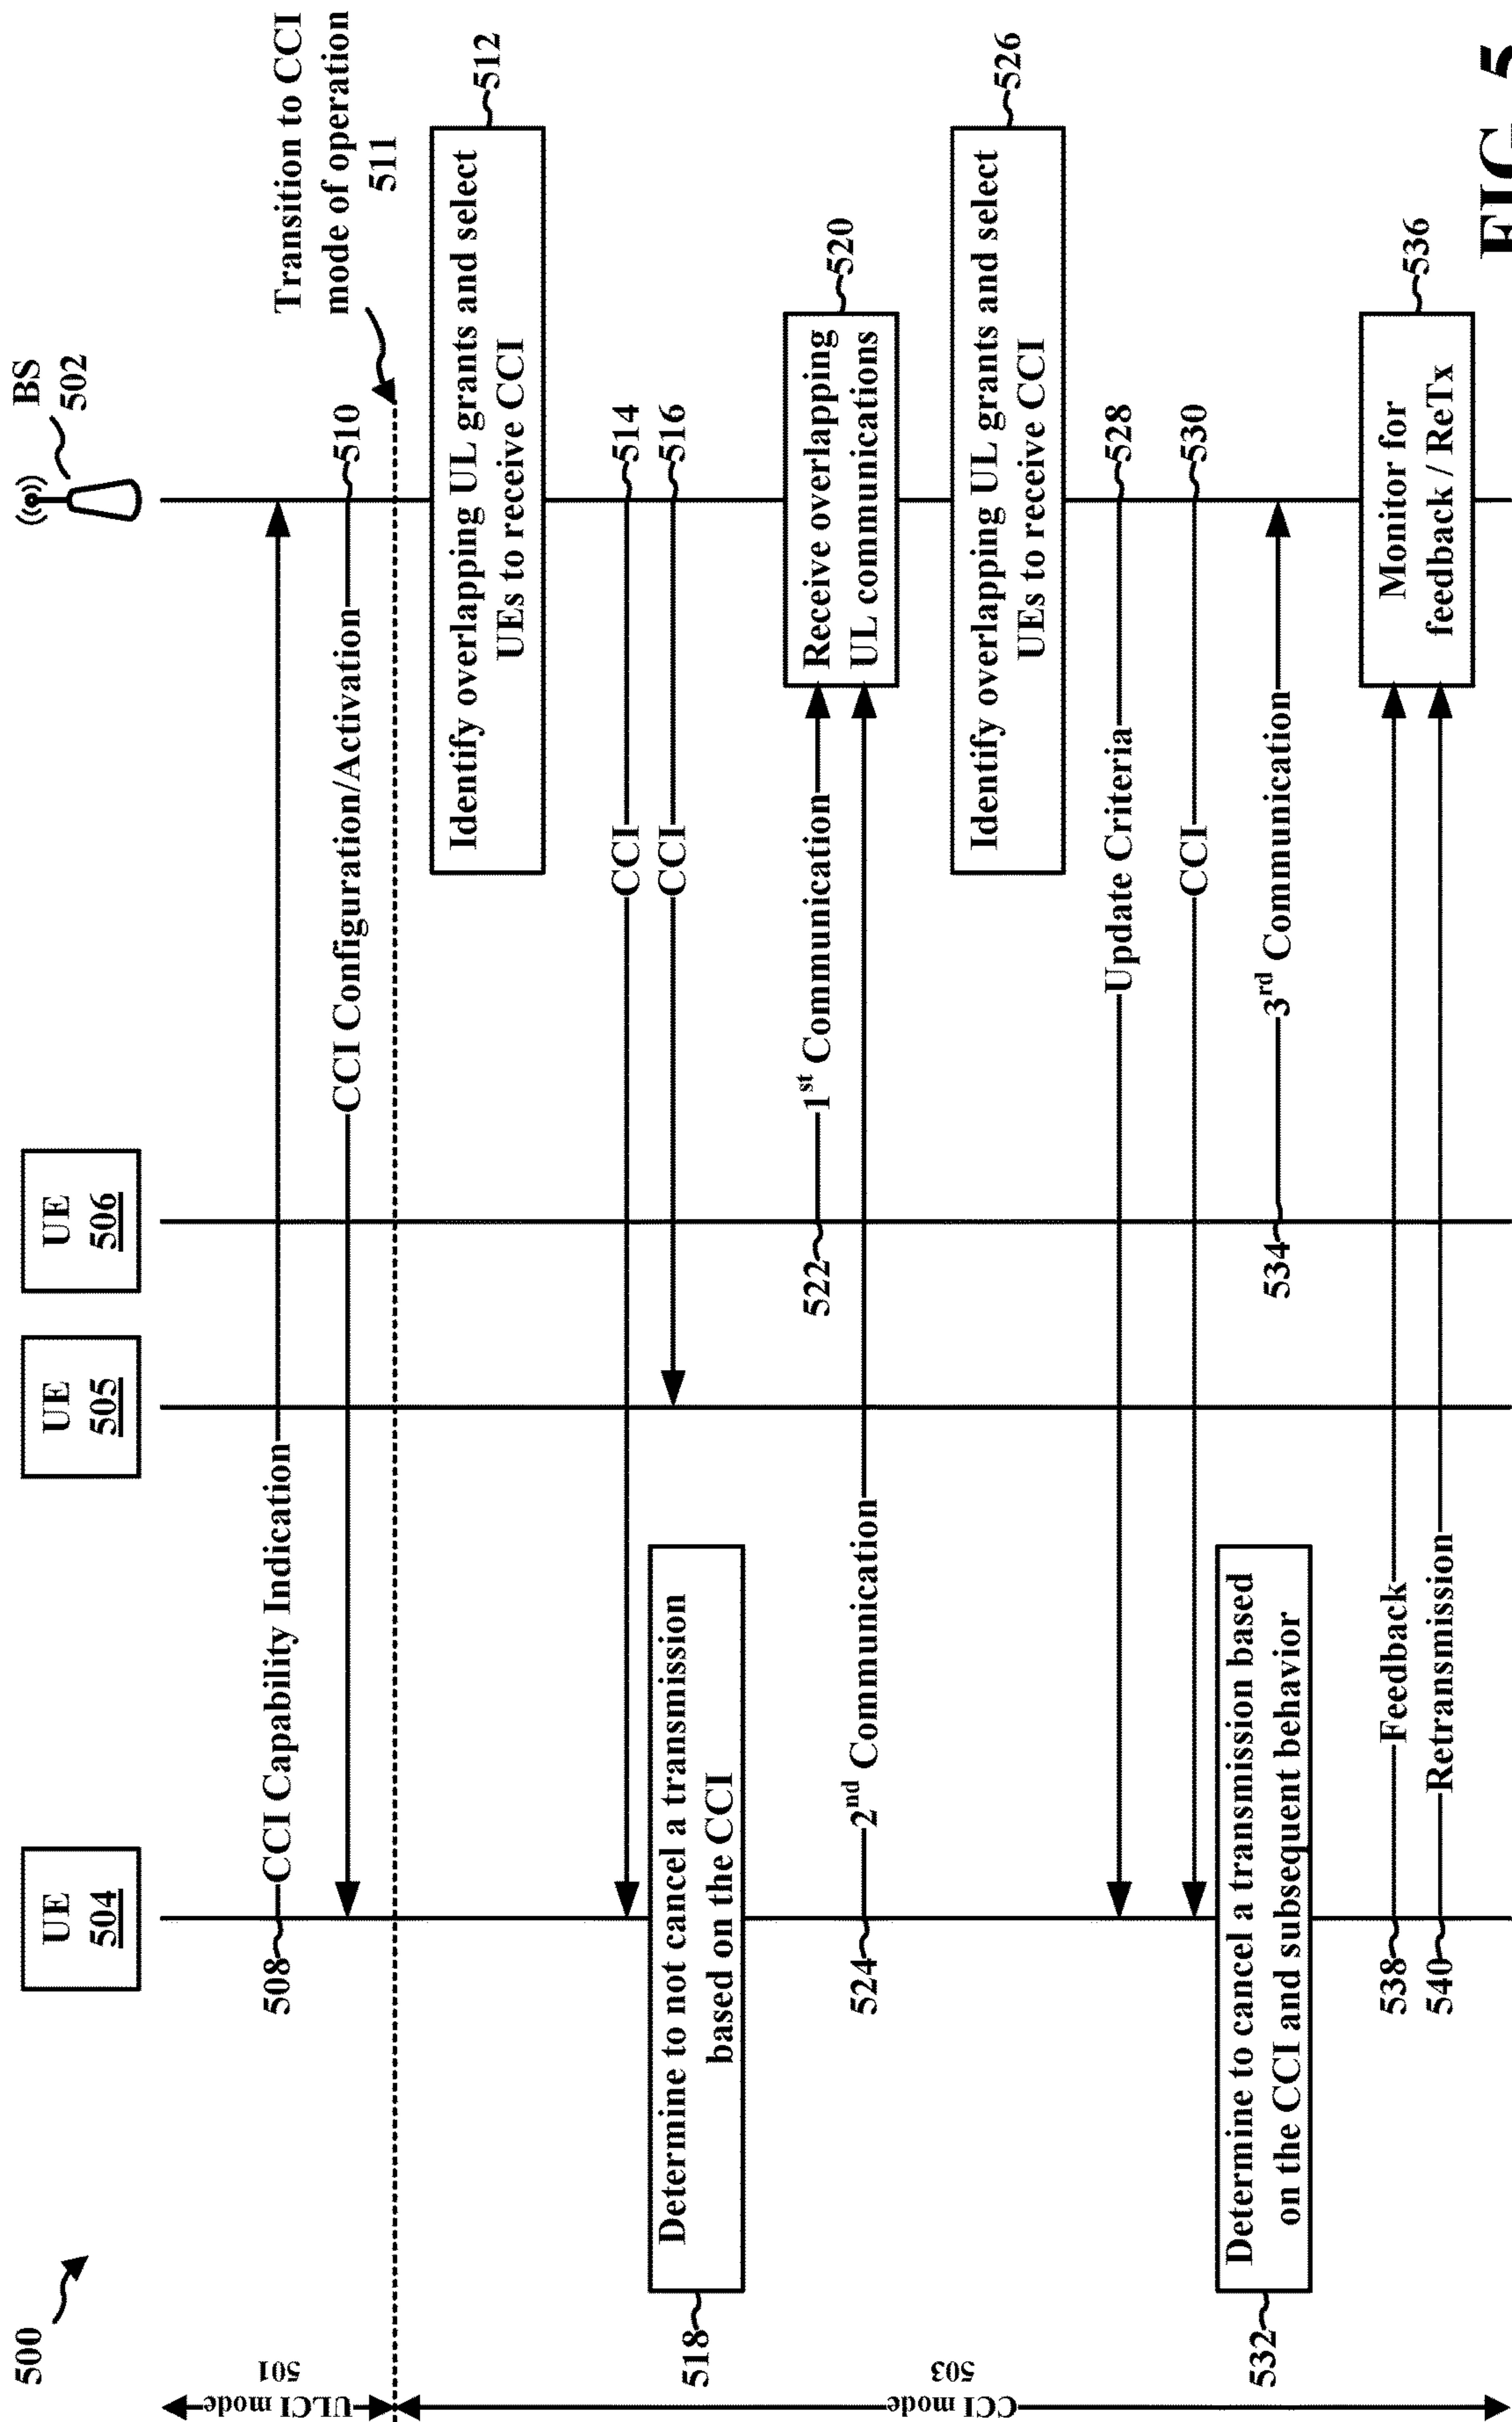 500
UE
504
UE
505
UE
506
BS
502
ULCI mode
501
508
CCI Capability Indication
CCI Configuration/Activation
510
Transition to CCI
mode of operation
511
CCI mode
503
Identify overlapping UL grants and select
UEs to receive CCI
512
CCI
514
CCI
516
518
Determine to not cancel a transmission
based on the CCI
522
1st Communication
524
2nd Communication
Receive overlapping
UL communications
520
Identify overlapping UL grants and select
UEs to receive CCI
526
Update Criteria
528
CCI
530
532
Determine to cancel a transmission based
on the CCI and subsequent behavior
534
3rd Communication
538
Feedback
540
Retransmission
Monitor for
feedback / ReTx
536
FIG. 5